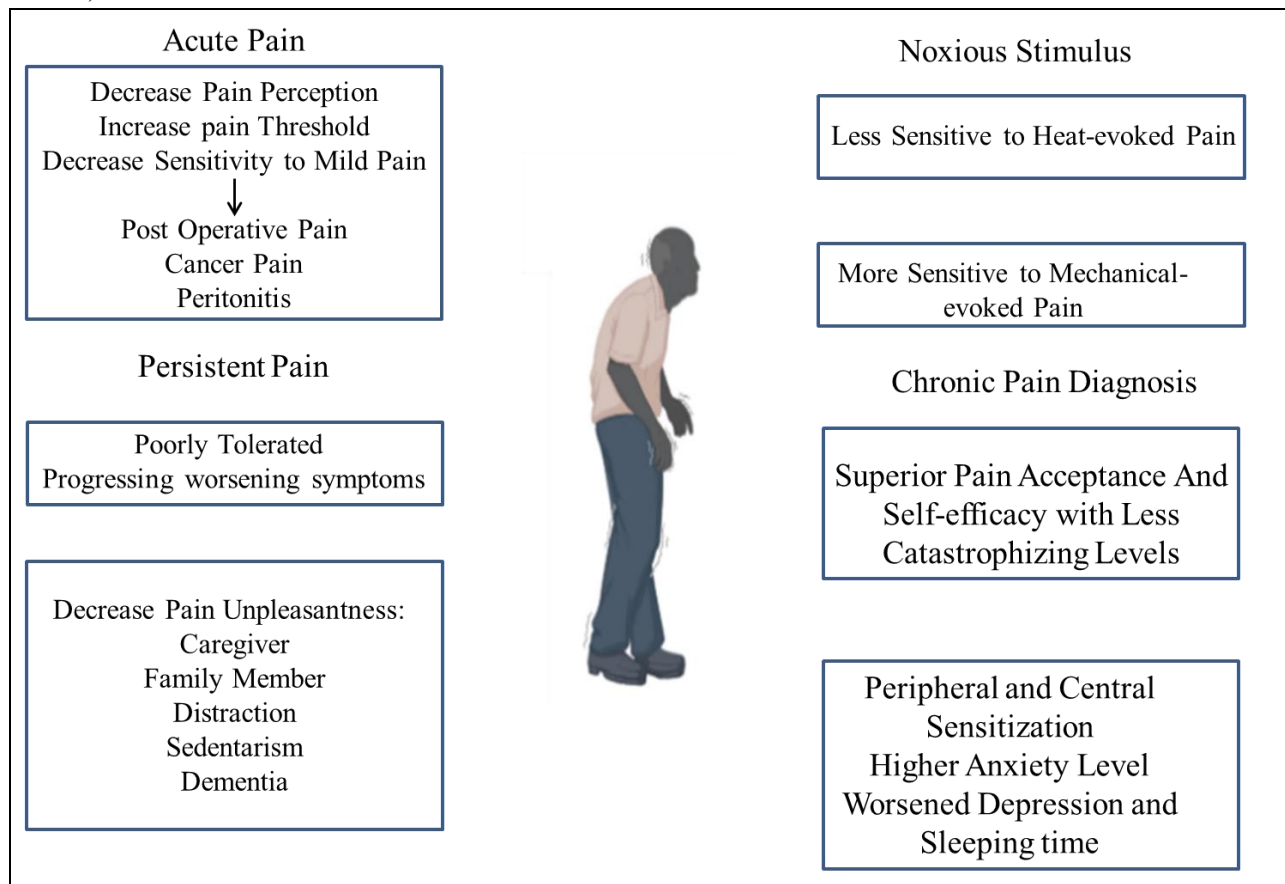 Acute Pain
Decrease Pain Perception
Increase pain Threshold
Decrease Sensitivity to Mild Pain
Post Operative Pain
Cancer Pain
Peritonitis
Persistent Pain
Poorly Tolerated
Progressing worsening symptoms
Decrease Pain Unpleasantness:
Caregiver
Family Member
Distraction
Sedentarism
Dementia
Noxious Stimulus
Less Sensitive to Heat-evoked Pain
More Sensitive to Mechanical-
evoked Pain
Chronic Pain Diagnosis
Superior Pain Acceptance And
Self-efficacy with Less
Catastrophizing Levels
Peripheral and Central
Sensitization
Higher Anxiety Level
Worsened Depression and
Sleeping time